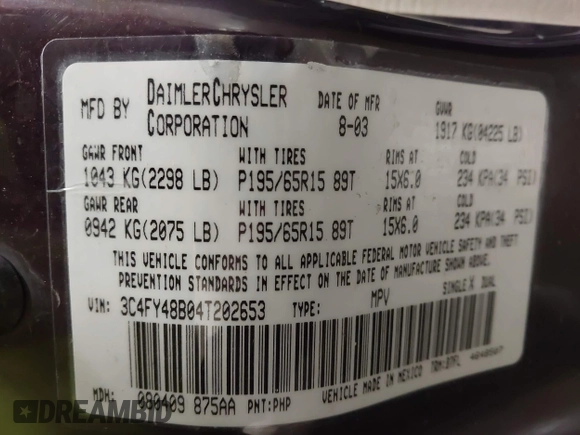 MFD BY DAIMLERCHRYSLER CORPORATION DATE OF MFR 8-03 GVWR 1917 KG(04225 LB)
GAWR FRONT WITH TIRES RIMS AT COLD
1043 KG(2298 LB) P195/65R15 89T 15X6.0 234 KPA(34 PSI)
GAWR REAR WITH TIRES RIMS AT COLD
0942 KG(2075 LB) P195/65R15 89T 15X6.0 234 KPA(34 PSI)
THIS VEHICLE CONFORMS TO ALL APPLICABLE FEDERAL MOTOR VEHICLE SAFETY AND THEFT
PREVENTION STANDARDS IN EFFECT ON THE DATE OF MANUFACTURE SHOWN ABOVE.
VIN: 3C4FY48B04T202653 TYPE: MPV SINGLE X DUAL
MDH: 080409 875AA PNT:PHP VEHICLE MADE IN MEXICO
DREAMBID